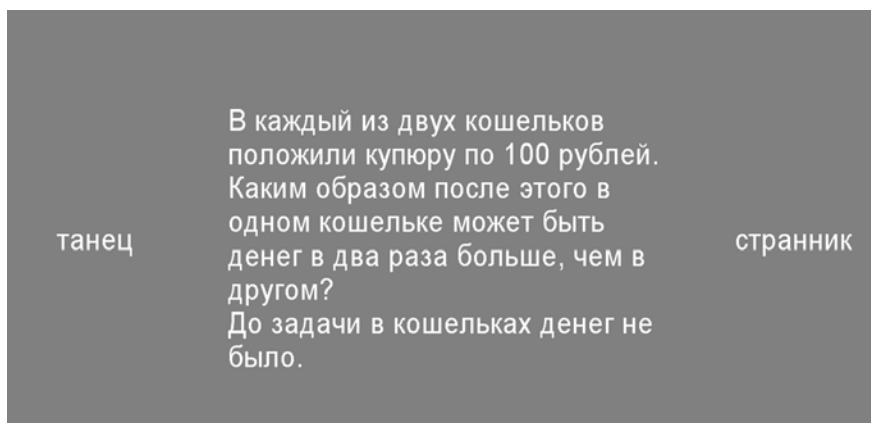 В каждый из двух кошельков
положили купюру по 100 рублей.
Каким образом после этого в
одном кошельке может быть
денег в два раза больше, чем в
другом?
До задачи в кошельках денег не
было.
танец
странник